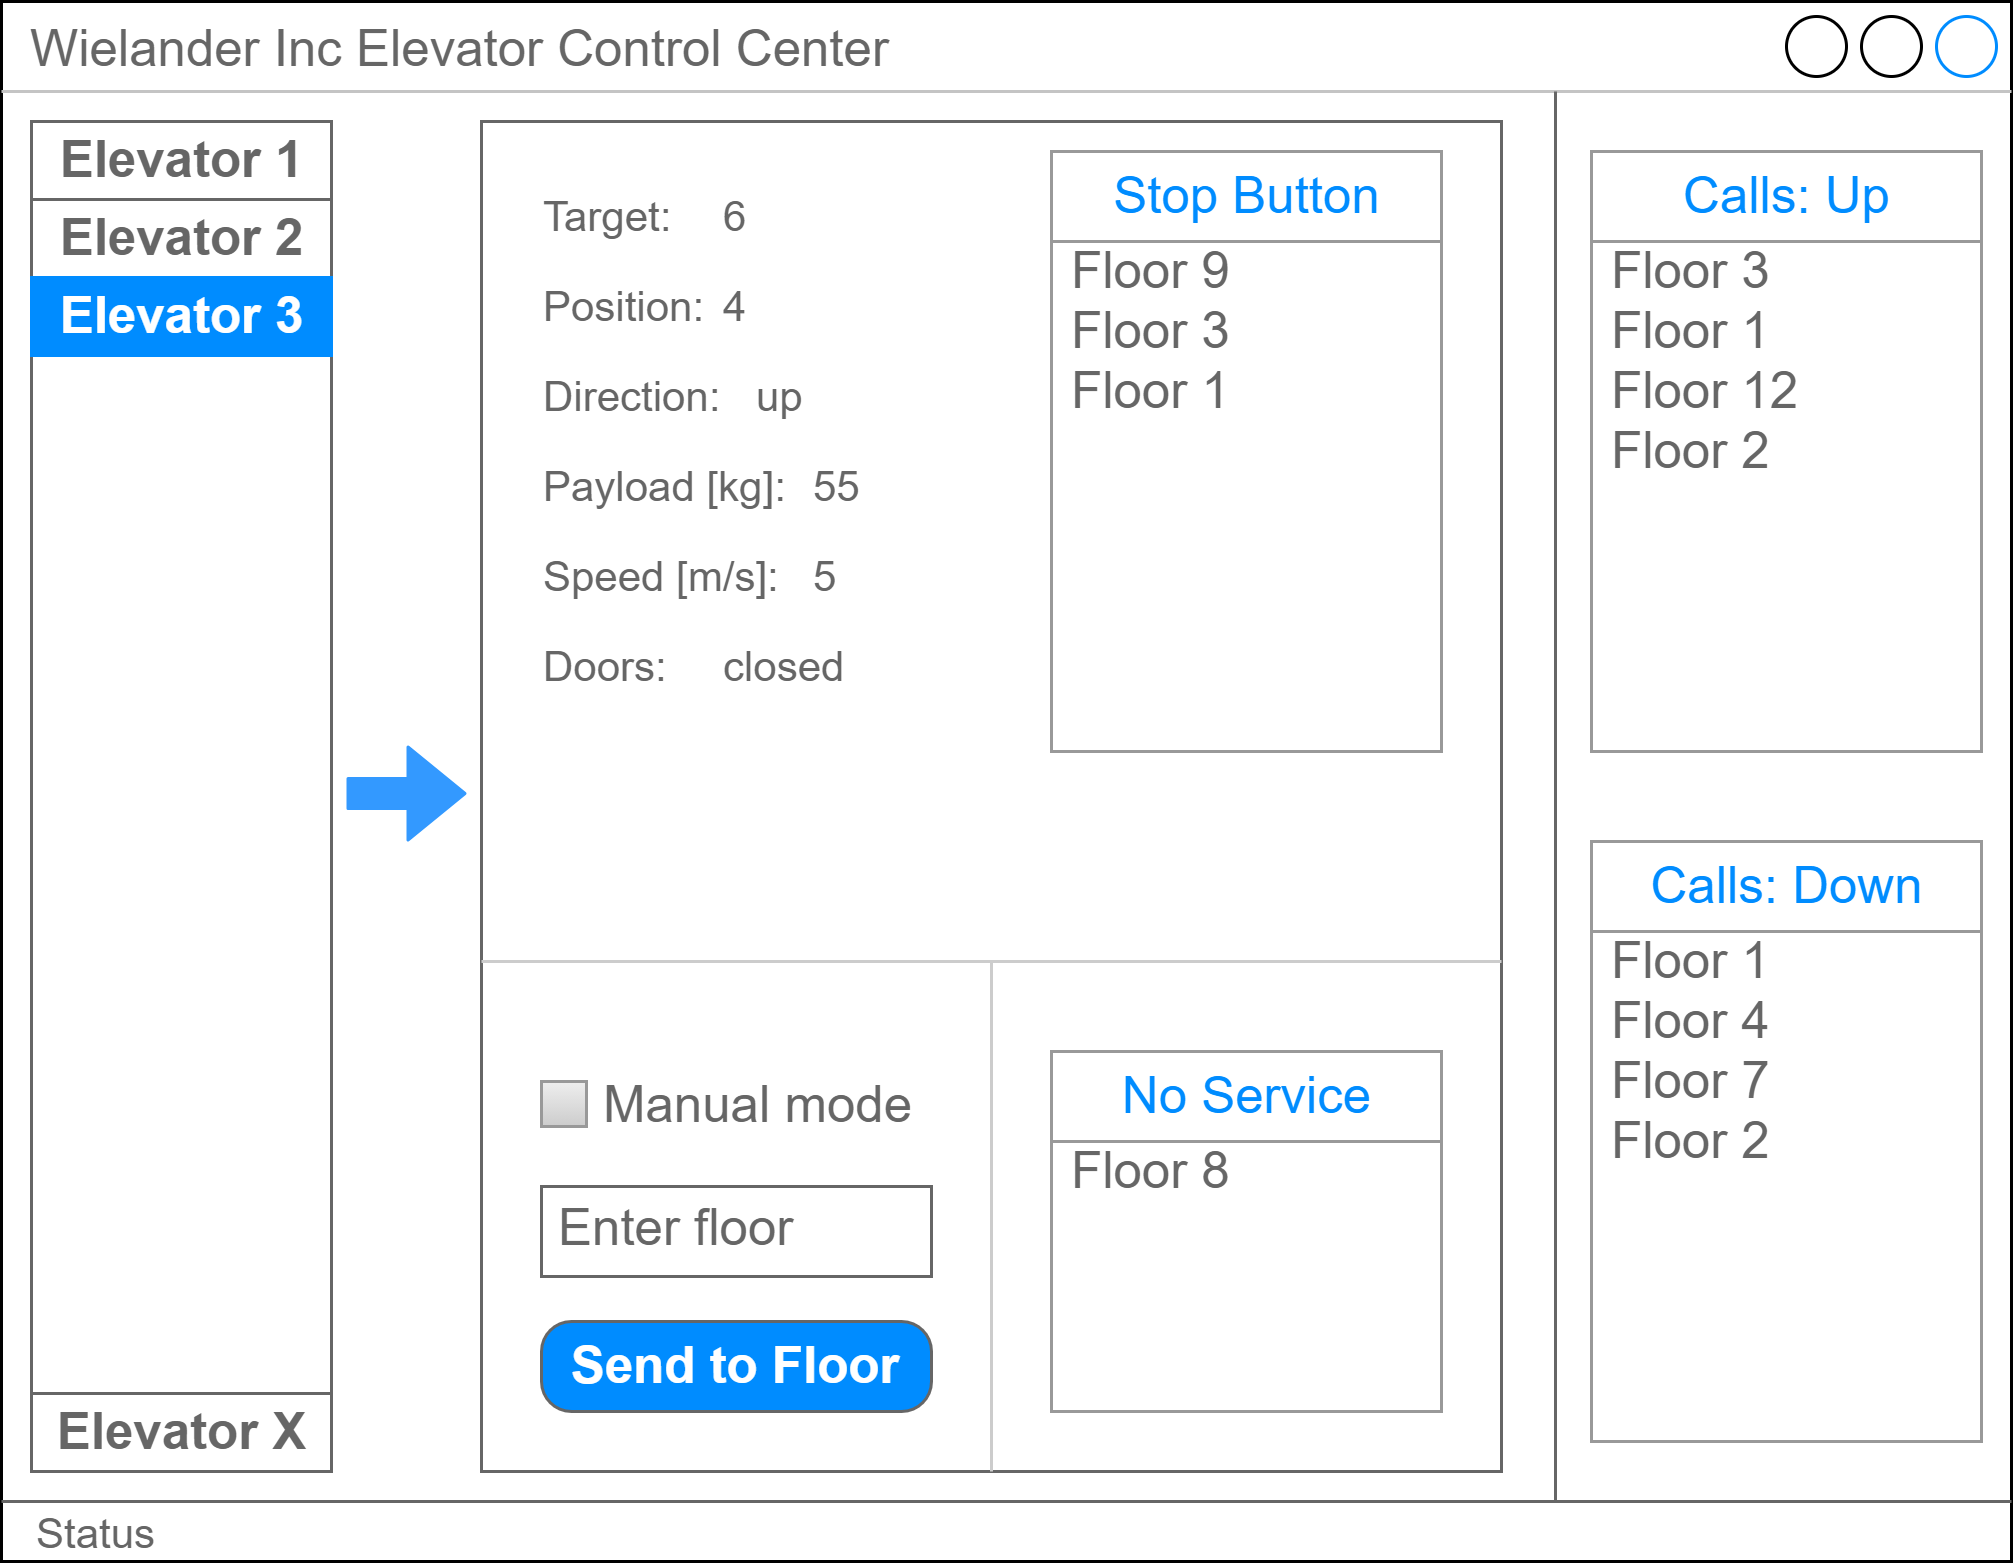 Wielander Inc Elevator Control Center
Elevator 1
Elevator 2
Elevator 3
Elevator X
Target: 6
Position: 4
Direction: up
Payload [kg]: 55
Speed [m/s]: 5
Doors: closed
Stop Button
Floor 9
Floor 3
Floor 1
Manual mode
Enter floor
Send to Floor
No Service
Floor 8
Calls: Up
Floor 3
Floor 1
Floor 12
Floor 2
Calls: Down
Floor 1
Floor 4
Floor 7
Floor 2
Status